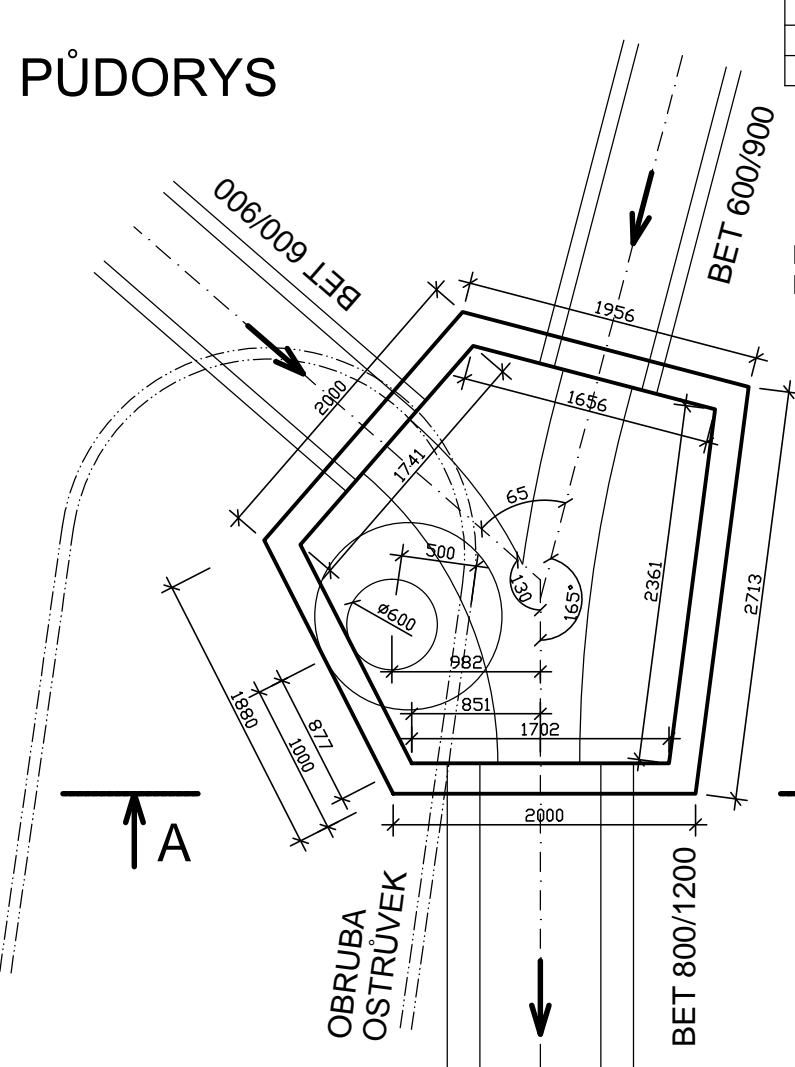 PŮDORYS
BET 600/900
BET 600/900
1956
2000
1656
1741
65
500
130
165°
2361
2713
ø600
982
851
1702
1880
1000
877
A
2000
OBRUBA
OSTRŮVEK
BET 800/1200